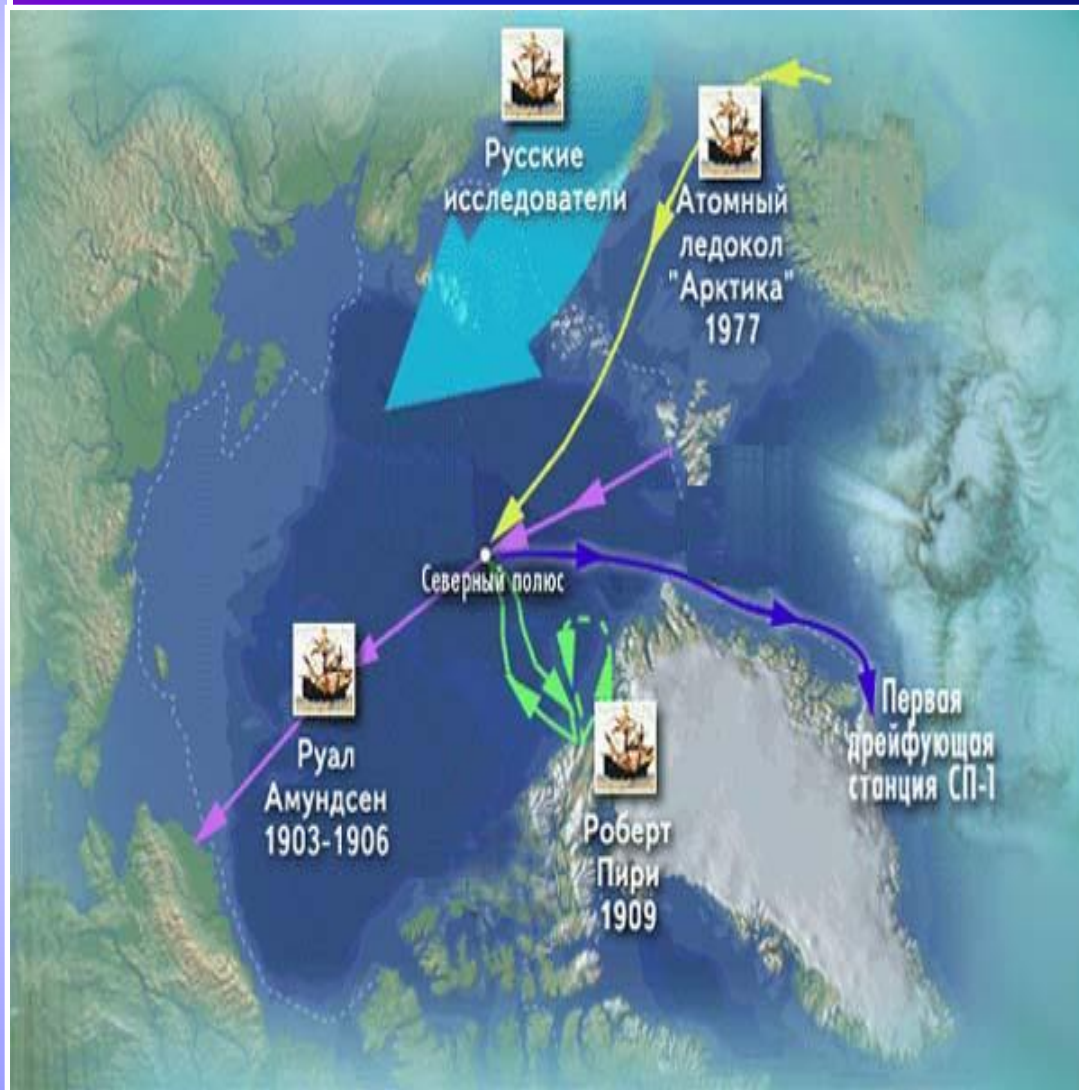 Русские
исследователи
Атомный
ледокол
"Арктика"
1977
Северный полюс
Руал
Амундсен
1903-1906
Роберт
Пири
1909
Первая
дрейфующая
станция СП-1